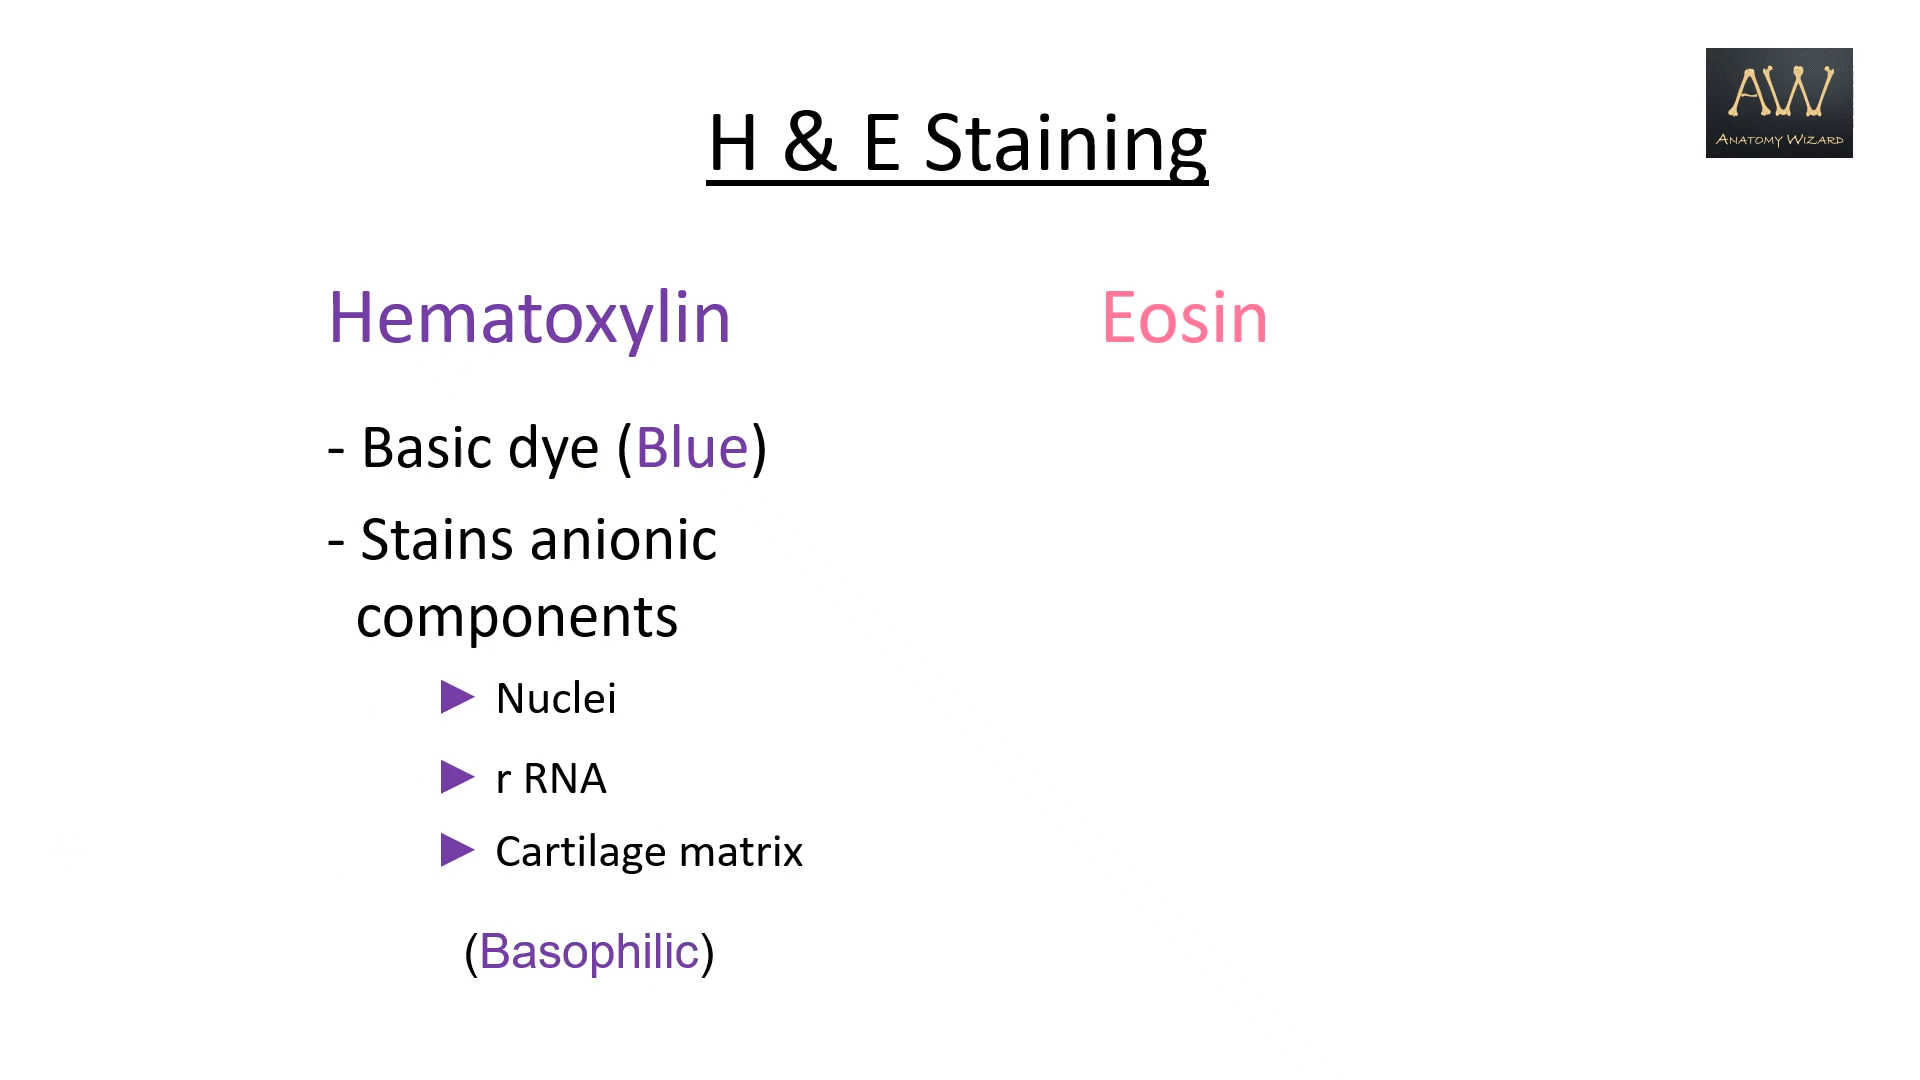 AW
ANATOMY WIZARD
H & E Staining
Hematoxylin
Eosin
- Basic dye (Blue)
- Stains anionic
components
► Nuclei
► r RNA
► Cartilage matrix
(Basophilic)